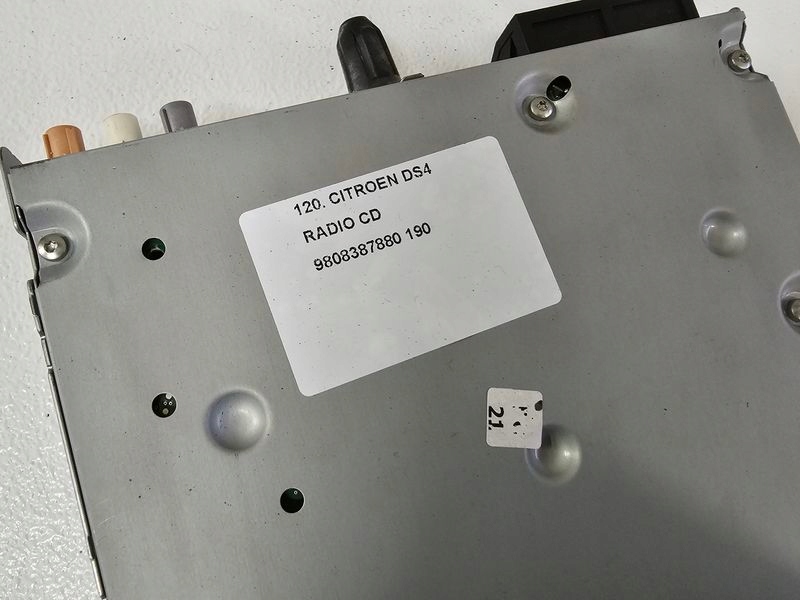 120. CITROEN DS4
RADIO CD
9808387880 190
21.